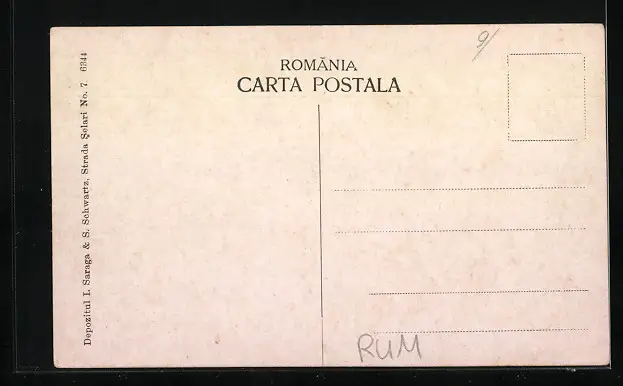 9
ROMÂNIA
CARTA POSTALA
Depozitul I. Saraga & S. Schwartz, Strada Şelari No. 7 6344
RUM